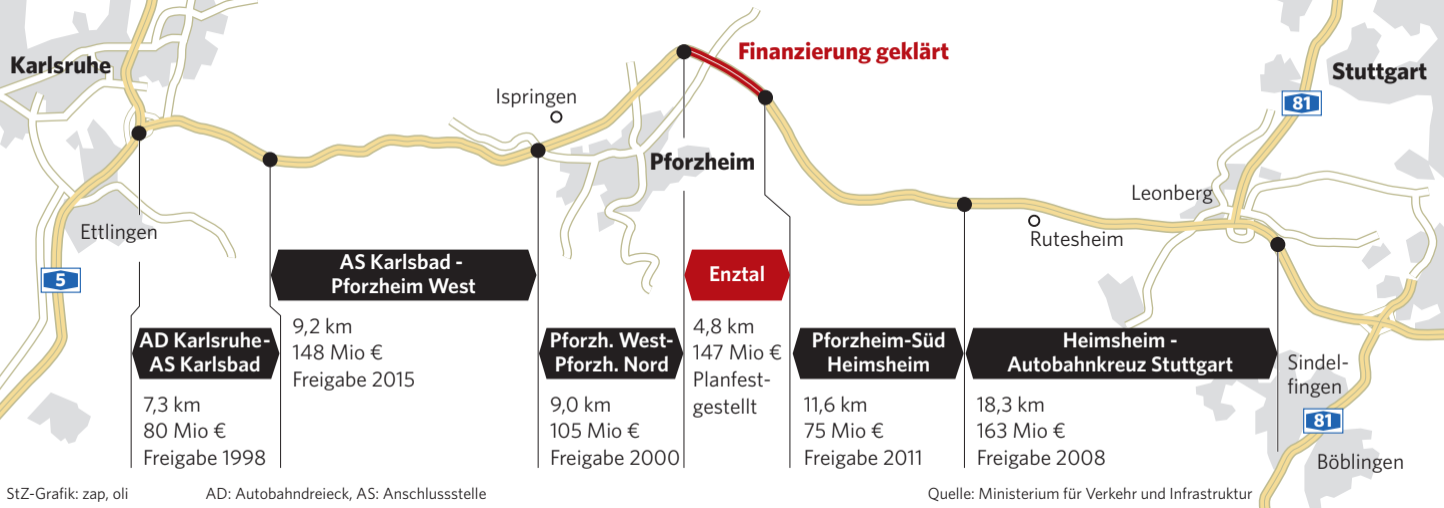 Karlsruhe
Finanzierung geklärt
Stuttgart
81
Ispringen
Pforzheim
Leonberg
Ettlingen
Rutesheim
5
AS Karlsbad -
Pforzheim West
9,2 km
148 Mio €
Freigabe 2015
Enztal
4,8 km
147 Mio €
Planfest-
gestellt
AD Karlsruhe-
AS Karlsbad
7,3 km
80 Mio €
Freigabe 1998
Pforzh. West-
Pforzh. Nord
9,0 km
105 Mio €
Freigabe 2000
Pforzheim-Süd
Heimsheim
11,6 km
75 Mio €
Freigabe 2011
Heimsheim -
Autobahnkreuz Stuttgart
18,3 km
163 Mio €
Freigabe 2008
Sindel-
fingen
81
Böblingen
StZ-Grafik: zap, oli
AD: Autobahndreieck, AS: Anschlussstelle
Quelle: Ministerium für Verkehr und Infrastruktur